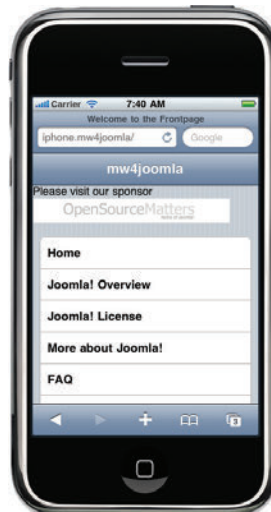 Carrier 7:40 AM
Welcome to the Frontpage
iphone.mw4joomla/ Google
mw4joomla
Please visit our sponsor
OpenSourceMatters
Home
Joomla! Overview
Joomla! License
More about Joomla!
FAQ
3